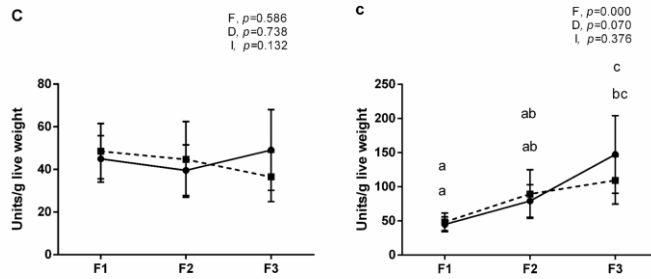 C
F, p=0.586
D, p=0.738
I, p=0.132
Units/g live weight
80
60
40
20
0
F1 F2 F3
c
F, p=0.000
D, p=0.070
I, p=0.376
Units/g live weight
250
200
150
100
50
0
c
bc
ab
ab
a
a
F1 F2 F3